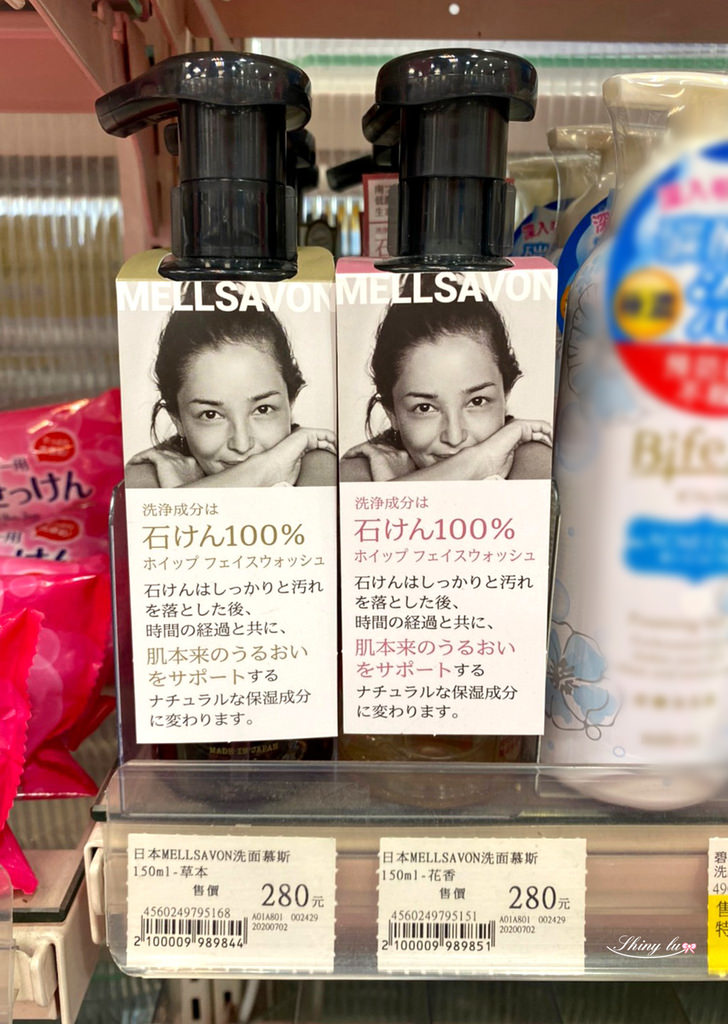 MELLSAVON
洗浄成分は
石けん100%
ホイップ フェイスウォッシュ
石けんはしっかりと汚れ
を落とした後、
時間の経過と共に、
肌本来のうるおい
をサポートする
ナチュラルな保湿成分
に変わります。
MADE IN JAPAN
MELLSAVON
洗浄成分は
石けん100%
ホイップ フェイスウォッシュ
石けんはしっかりと汚れ
を落とした後、
時間の経過と共に、
肌本来のうるおい
をサポートする
ナチュラルな保湿成分
に変わります。
日本MELLSAVON洗面慕斯
150ml-草本
售價 280元
4560249795168
A01A801 002429
20200702
2 100009 989844
日本MELLSAVON洗面慕斯
150ml-花香
售價 280元
4560249795151
A01A801 002429
20200702
2 100009 989851
Shiny lu